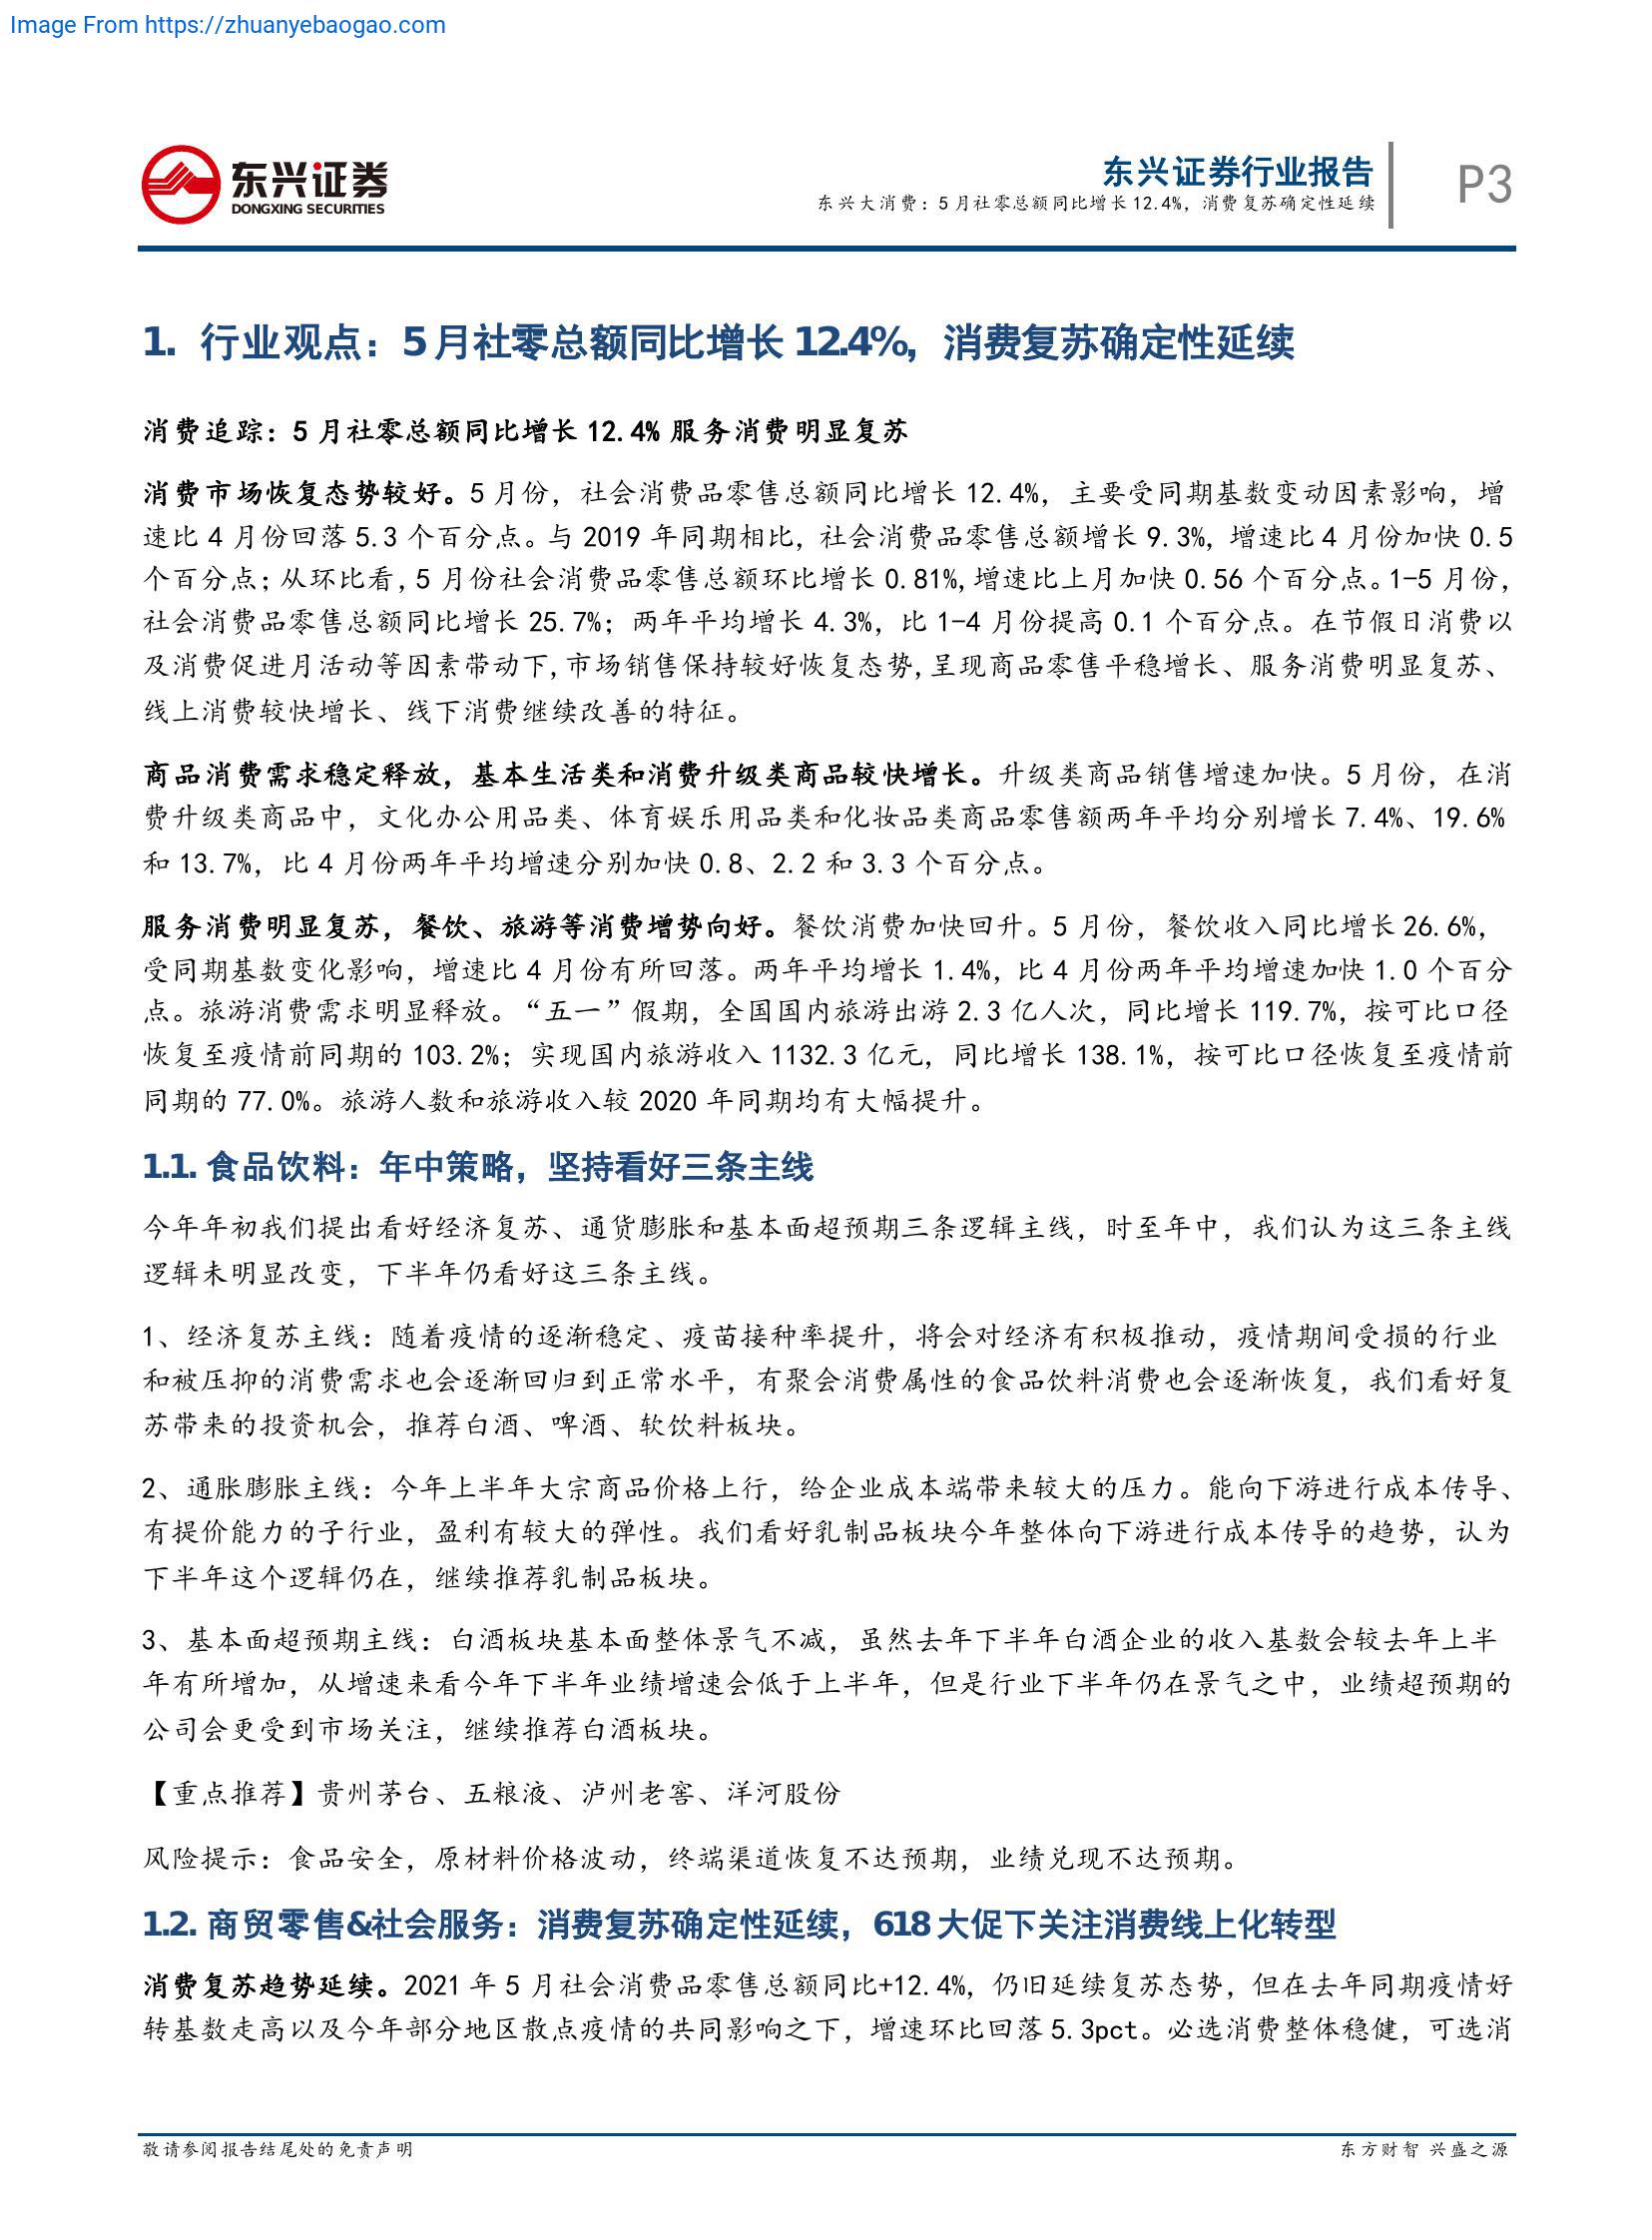 Image From https://zhuanyebaogao.com
东兴证券
DONGXING SECURITIES
东兴证券行业报告
东兴大消费：5 月社零总额同比增长 12.4%，消费复苏确定性延续
P3
1. 行业观点：5 月社零总额同比增长 12.4%，消费复苏确定性延续
消费追踪：5 月社零总额同比增长 12.4% 服务消费明显复苏
消费市场恢复态势较好。5 月份，社会消费品零售总额同比增长 12.4%，主要受同期基数变动因素影响，增
速比 4 月份回落 5.3 个百分点。与 2019 年同期相比，社会消费品零售总额增长 9.3%，增速比 4 月份加快 0.5
个百分点；从环比看，5 月份社会消费品零售总额环比增长 0.81%，增速比上月加快 0.56 个百分点。1-5 月份，
社会消费品零售总额同比增长 25.7%；两年平均增长 4.3%，比 1-4 月份提高 0.1 个百分点。在节假日消费以
及消费促进月活动等因素带动下，市场销售保持较好恢复态势，呈现商品零售平稳增长、服务消费明显复苏、
线上消费较快增长、线下消费继续改善的特征。
商品消费需求稳定释放，基本生活类和消费升级类商品较快增长。升级类商品销售增速加快。5 月份，在消
费升级类商品中，文化办公用品类、体育娱乐用品类和化妆品类商品零售额两年平均分别增长 7.4%、19.6%
和 13.7%，比 4 月份两年平均增速分别加快 0.8、2.2 和 3.3 个百分点。
服务消费明显复苏，餐饮、旅游等消费增势向好。餐饮消费加快回升。5 月份，餐饮收入同比增长 26.6%，
受同期基数变化影响，增速比 4 月份有所回落。两年平均增长 1.4%，比 4 月份两年平均增速加快 1.0 个百分
点。旅游消费需求明显释放。“五一”假期，全国国内旅游出游 2.3 亿人次，同比增长 119.7%，按可比口径
恢复至疫情前同期的 103.2%；实现国内旅游收入 1132.3 亿元，同比增长 138.1%，按可比口径恢复至疫情前
同期的 77.0%。旅游人数和旅游收入较 2020 年同期均有大幅提升。
1.1. 食品饮料：年中策略，坚持看好三条主线
今年年初我们提出看好经济复苏、通货膨胀和基本面超预期三条逻辑主线，时至年中，我们认为这三条主线
逻辑未明显改变，下半年仍看好这三条主线。
1、经济复苏主线：随着疫情的逐渐稳定、疫苗接种率提升，将会对经济有积极推动，疫情期间受损的行业
和被压抑的消费需求也会逐渐回归到正常水平，有聚会消费属性的食品饮料消费也会逐渐恢复，我们看好复
苏带来的投资机会，推荐白酒、啤酒、软饮料板块。
2、通胀膨胀主线：今年上半年大宗商品价格上行，给企业成本端带来较大的压力。能向下游进行成本传导、
有提价能力的子行业，盈利有较大的弹性。我们看好乳制品板块今年整体向下游进行成本传导的趋势，认为
下半年这个逻辑仍在，继续推荐乳制品板块。
3、基本面超预期主线：白酒板块基本面整体景气不减，虽然去年下半年白酒企业的收入基数会较去年上半
年有所增加，从增速来看今年下半年业绩增速会低于上半年，但是行业下半年仍在景气之中，业绩超预期的
公司会更受到市场关注，继续推荐白酒板块。
【重点推荐】贵州茅台、五粮液、泸州老窖、洋河股份
风险提示：食品安全，原材料价格波动，终端渠道恢复不达预期，业绩兑现不达预期。
1.2. 商贸零售&社会服务：消费复苏确定性延续，618 大促下关注消费线上化转型
消费复苏趋势延续。2021 年 5 月社会消费品零售总额同比+12.4%，仍旧延续复苏态势，但在去年同期疫情好
转基数走高以及今年部分地区散点疫情的共同影响之下，增速环比回落 5.3pct。必选消费整体稳健，可选消
敬请参阅报告结尾处的免责声明
东方财智 兴盛之源